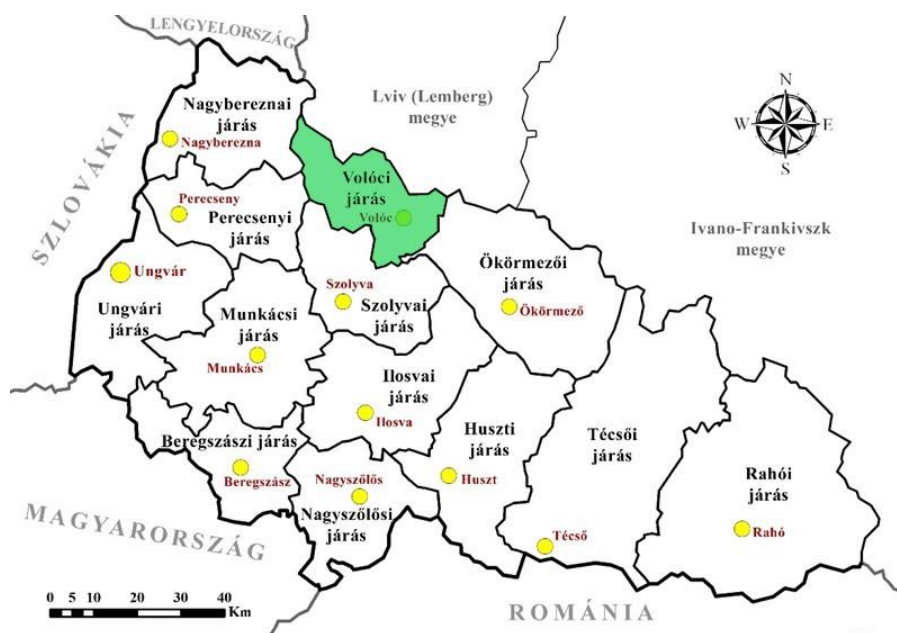 LENGYELORSZÁG
SZLOVÁKIA
Nagybereznai
járás
Nagyberezna
Lviv (Lemberg)
megye
N
W E
S
Volóci
járás
Volóc
Perecseny
Perecsenyi
járás
Ivano-Frankivszk
megye
Ungvár
Ungvári
járás
Szolyva
Szolyvai
járás
Ökörmezői
járás
Ökörmező
Munkácsi
járás
Munkács
Ilosvai
járás
Ilosva
Huszti
járás
Huszt
Técsői
járás
Técső
Rahói
járás
Rahó
Beregszászi járás
Beregszász
Nagyszőlős
Nagyszőlősi
járás
MAGYARORSZÁG
ROMÁNIA
0 5 10 20 30 40
Km